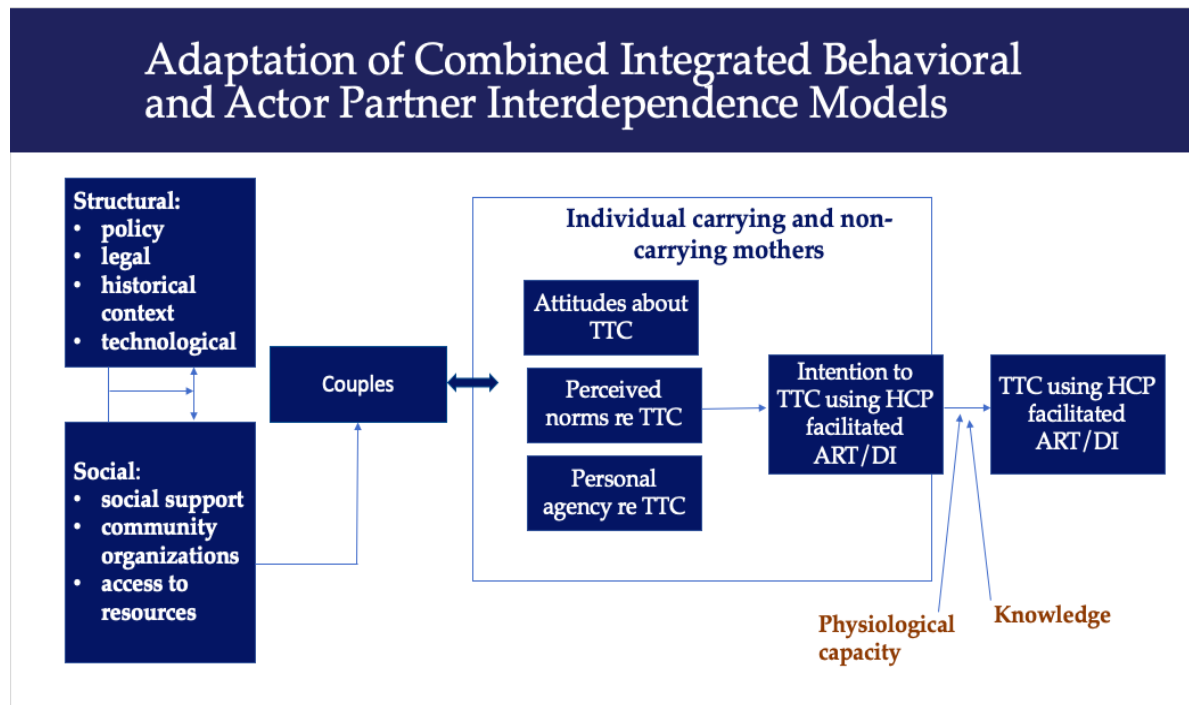 Adaptation of Combined Integrated Behavioral
and Actor Partner Interdependence Models
Structural:
• policy
• legal
• historical
context
• technological
Social:
• social support
• community
organizations
• access to
resources
Couples
Individual carrying and non-
carrying mothers
Attitudes about
TTC
Perceived
norms re TTC
Personal
agency re TTC
Intention to
TTC using HCP
facilitated
ART/DI
TTC using HCP
facilitated
ART/DI
Physiological
capacity
Knowledge